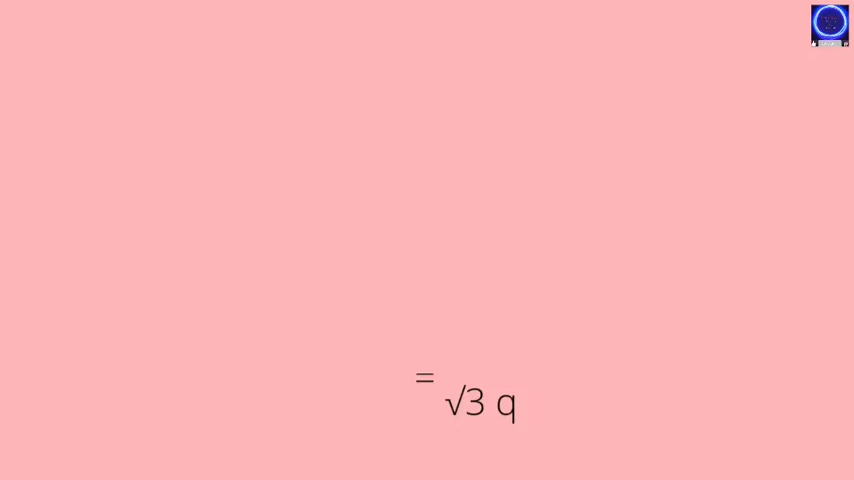 =
√3 q